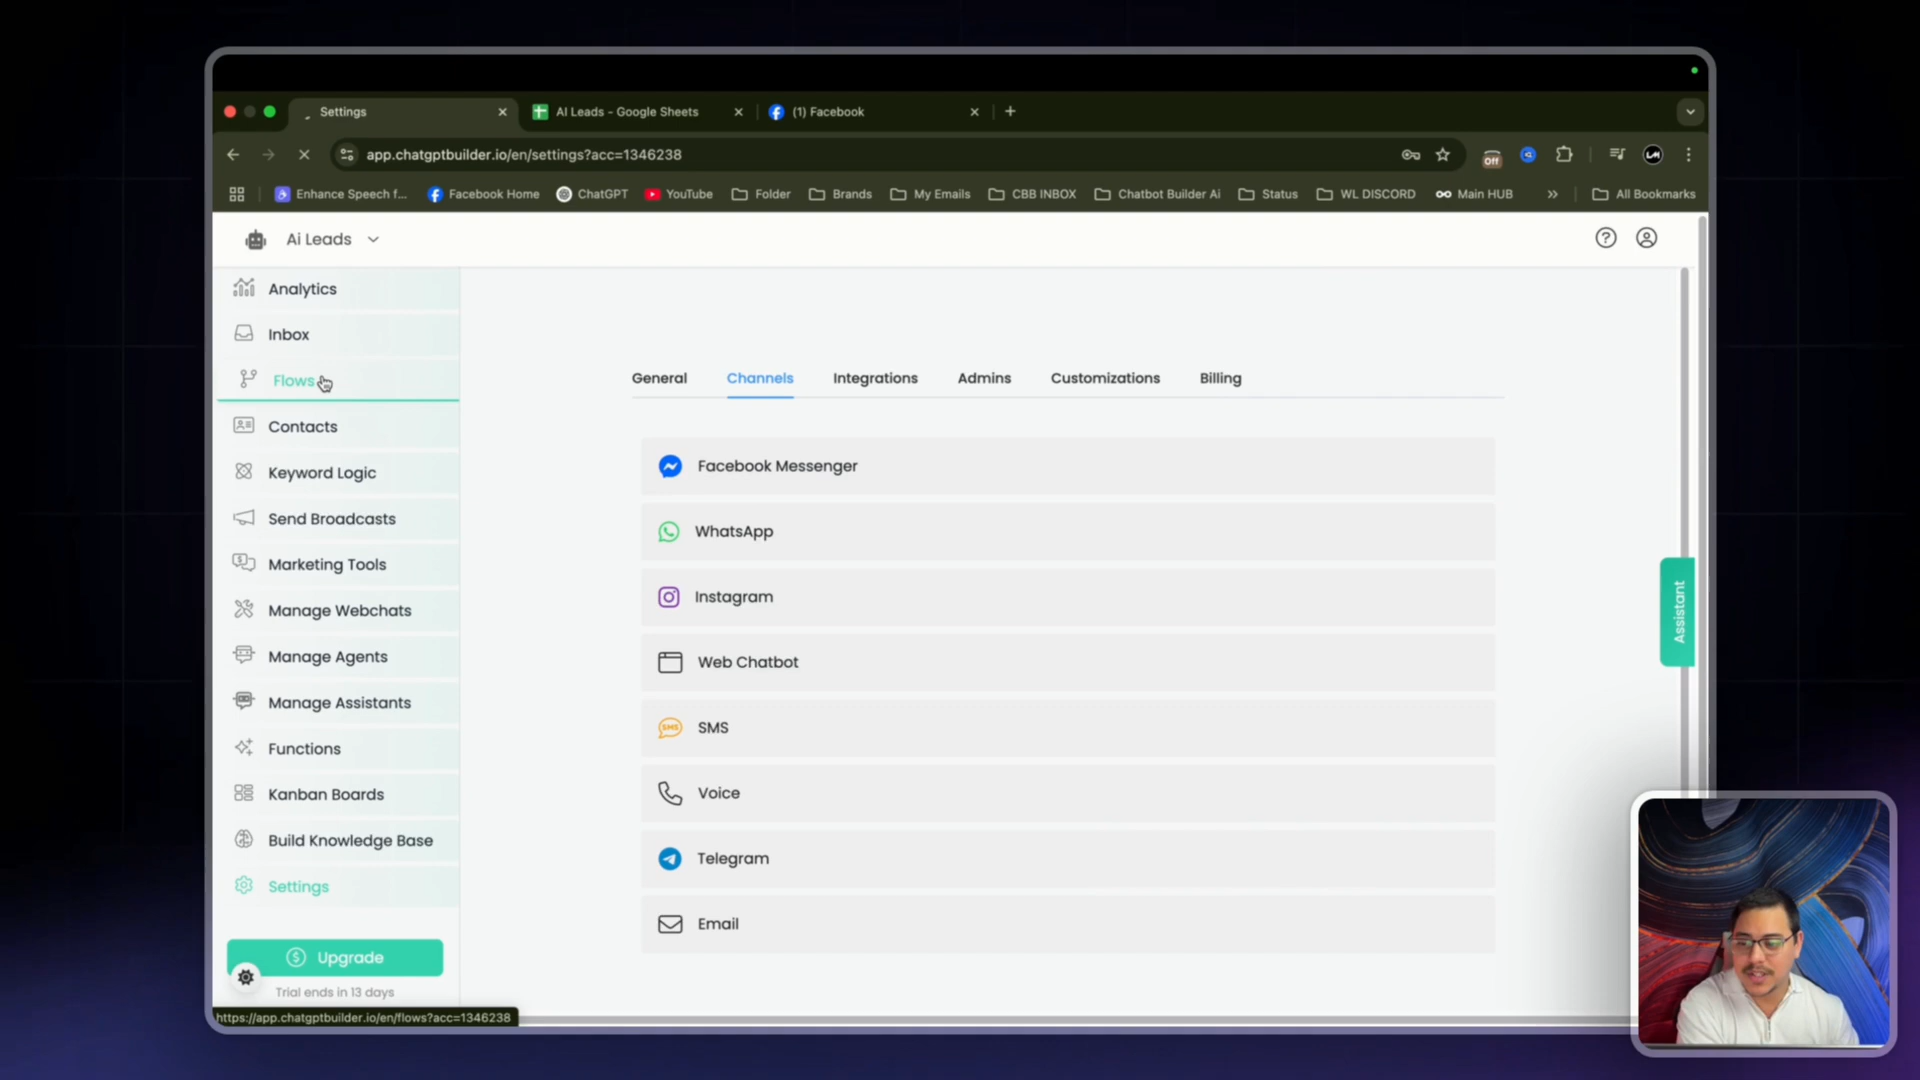 Settings
AI Leads - Google Sheets
(1) Facebook
app.chatgptbuilder.io/en/settings?acc=1346238
Off
Enhance Speech f...
Facebook Home
ChatGPT
YouTube
Folder
Brands
My Emails
CBB INBOX
Chatbot Builder Ai
Status
WL DISCORD
Main HUB
All Bookmarks
Ai Leads
Analytics
Inbox
Flows
Contacts
Keyword Logic
Send Broadcasts
Marketing Tools
Manage Webchats
Manage Agents
Manage Assistants
Functions
Kanban Boards
Build Knowledge Base
Settings
Upgrade
Trial ends in 13 days
https://app.chatgptbuilder.io/en/flows?acc=1346238
General
Channels
Integrations
Admins
Customizations
Billing
Facebook Messenger
WhatsApp
Instagram
Web Chatbot
SMS
SMS
Voice
Telegram
Email
Assistant